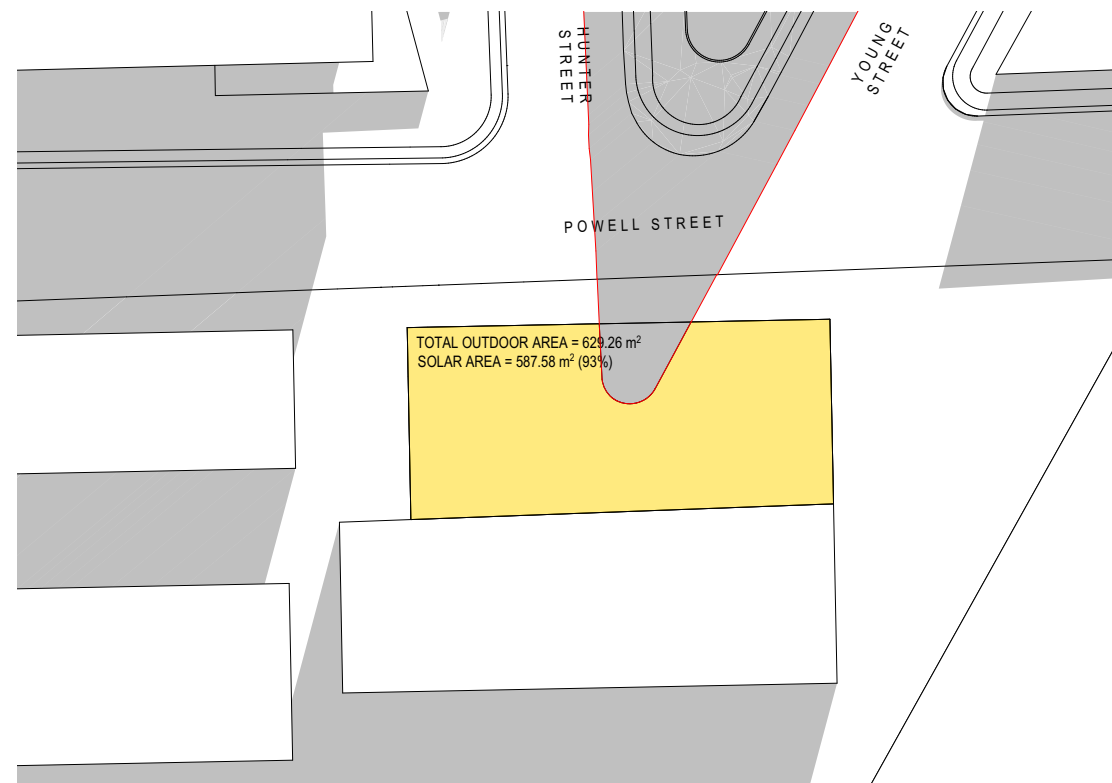 HUNTER
STREET
YOUNG
STREET
POWELL STREET
TOTAL OUTDOOR AREA = 629.26 m²
SOLAR AREA = 587.58 m² (93%)